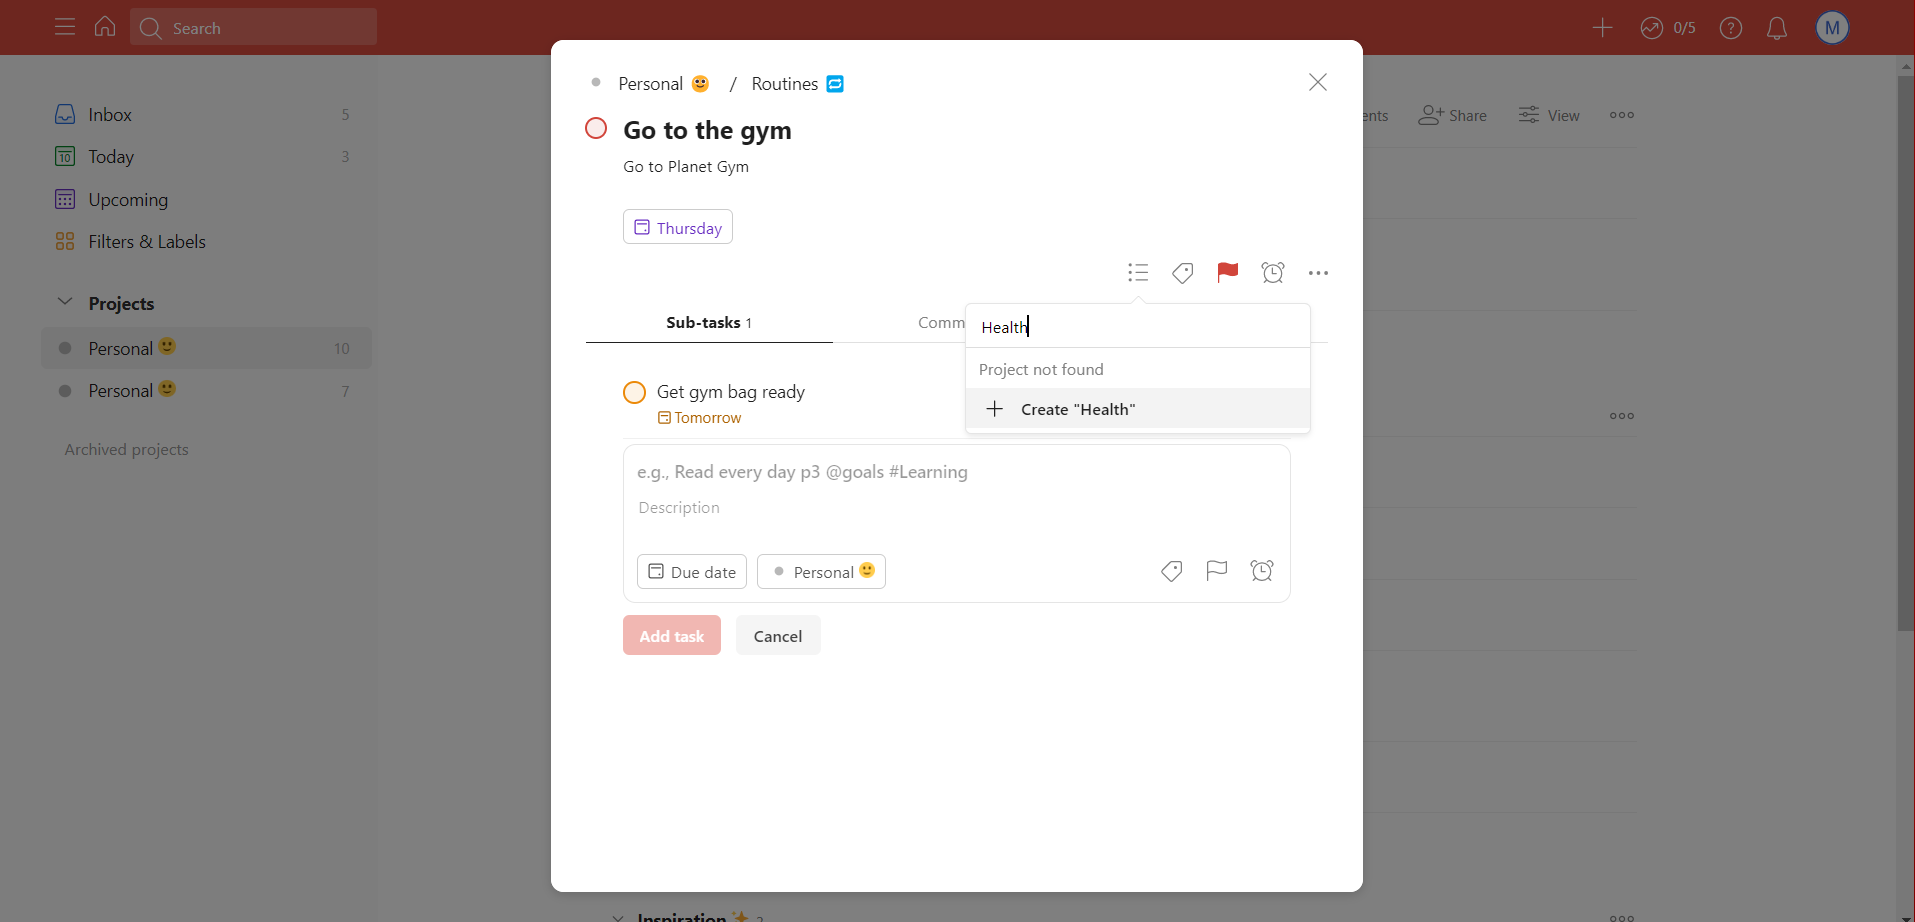 Search
0/5
M
Inbox 5
Today 3
Upcoming
Filters & Labels
Projects
Personal 10
Personal 7
Archived projects
ents
Share
View
Personal / Routines
Go to the gym
Go to Planet Gym
Thursday
Sub-tasks 1
Comm
Health
Project not found
Create "Health"
Get gym bag ready
Tomorrow
e.g., Read every day p3 @goals #Learning
Description
Due date
Personal
Add task
Cancel
Inspiration 2